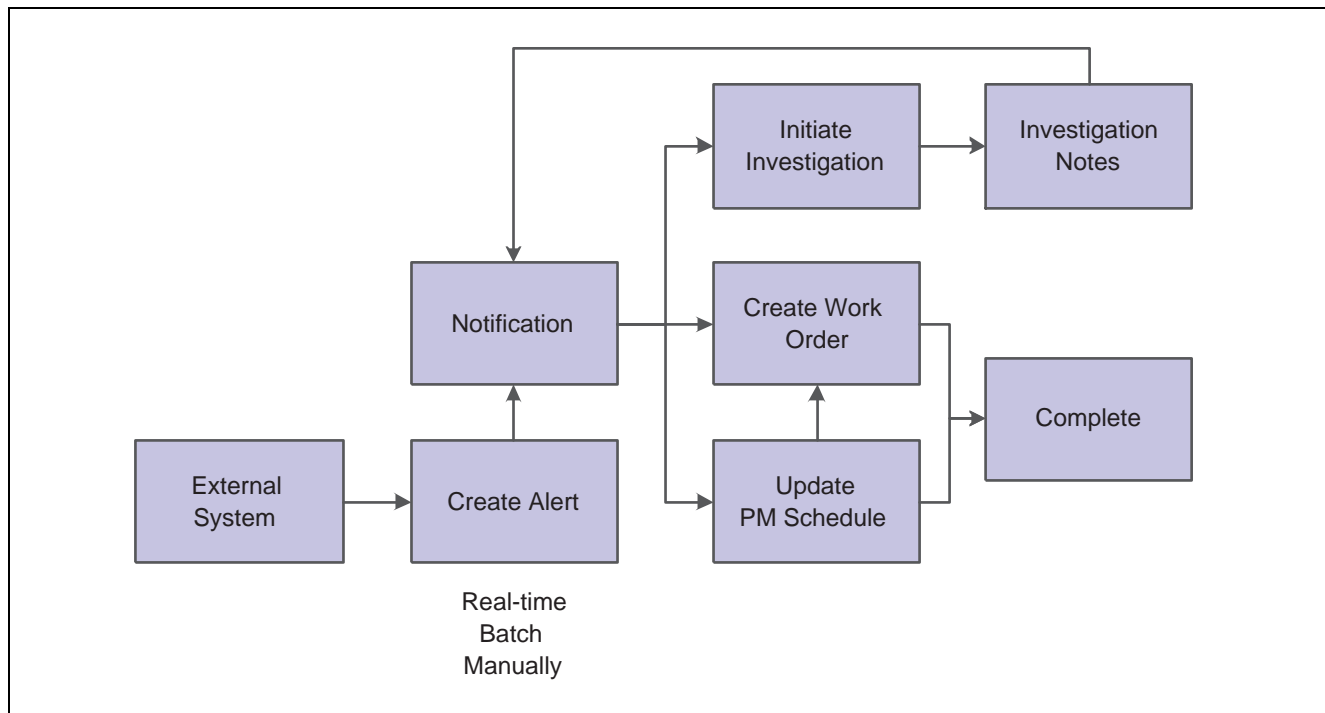 Initiate
Investigation
Investigation
Notes
Notification
Create Work
Order
Complete
External
System
Create Alert
Update
PM Schedule
Real-time
Batch
Manually